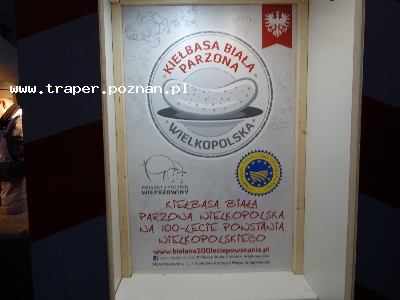 KIEŁBASA BIAŁA
PARZONA
WIELKOPOLSKA
www.traper.poznan.pl
PRODUKT Z POLSKIEJ
WIEPRZOWINY
KIEŁBASA BIAŁA
PARZONA WIELKOPOLSKA
NA 100-LECIE POWSTANIA
WIELKOPOLSKIEGO
www.bialana100leciepowstania.pl